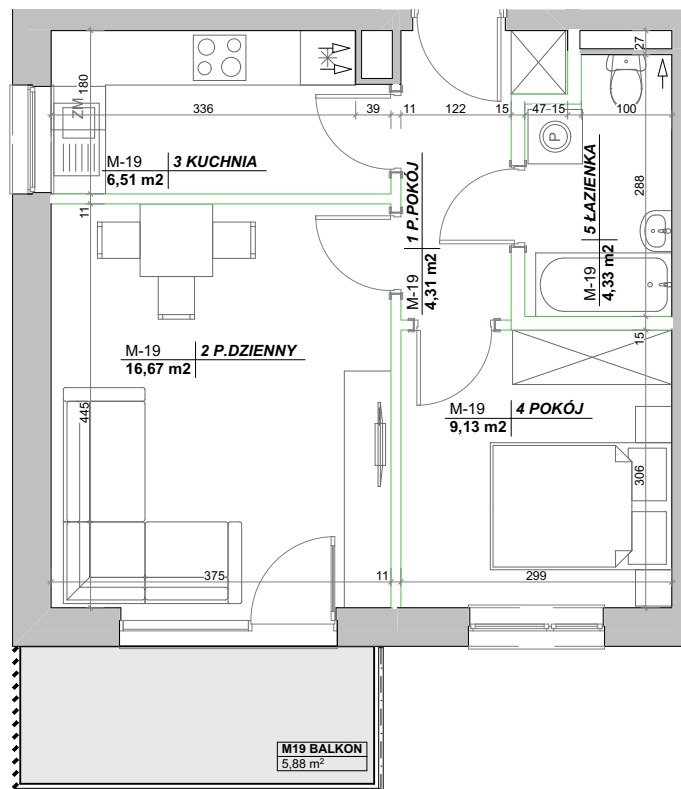 27
180
ZM
336
39
11
122
15
47
15
100
P
M-19
3 KUCHNIA
6,51 m2
1 P.POKÓJ
M-19
4,31 m2
5 ŁAZIENKA
M-19
4,33 m2
288
11
15
M-19
2 P.DZIENNY
16,67 m2
M-19
4 POKÓJ
9,13 m2
445
306
375
11
299
M19 BALKON
5,88 m²